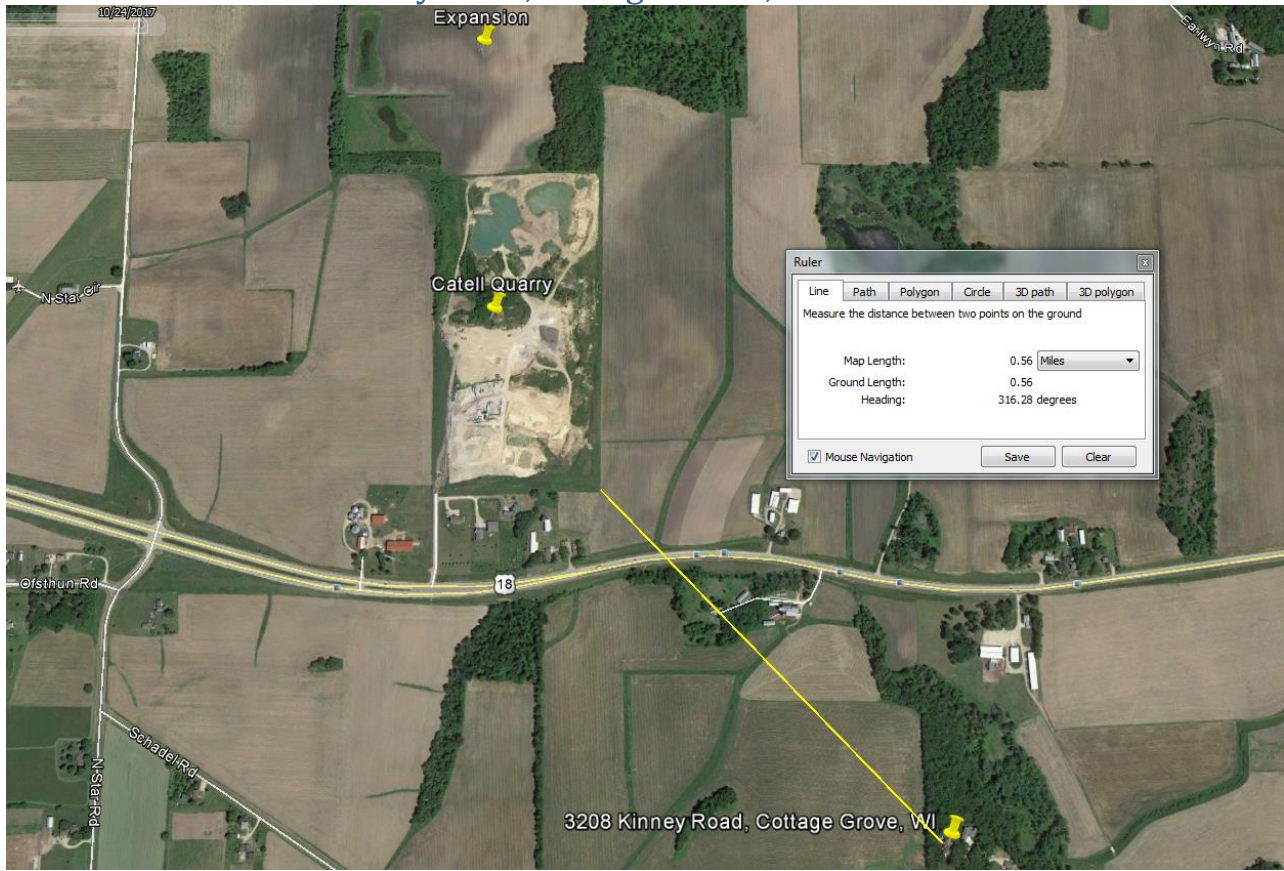 10/24/2017
Expansion
Earlwyn Rd
N Star Cir
Catell Quarry
Ruler
Line Path Polygon Circle 3D path 3D polygon
Measure the distance between two points on the ground
Map Length: 0.56 Miles
Ground Length: 0.56
Heading: 316.28 degrees
Mouse Navigation Save Clear
Ofsthun Rd
18
Schadel Rd
N Star Rd
3208 Kinney Road, Cottage Grove, WI